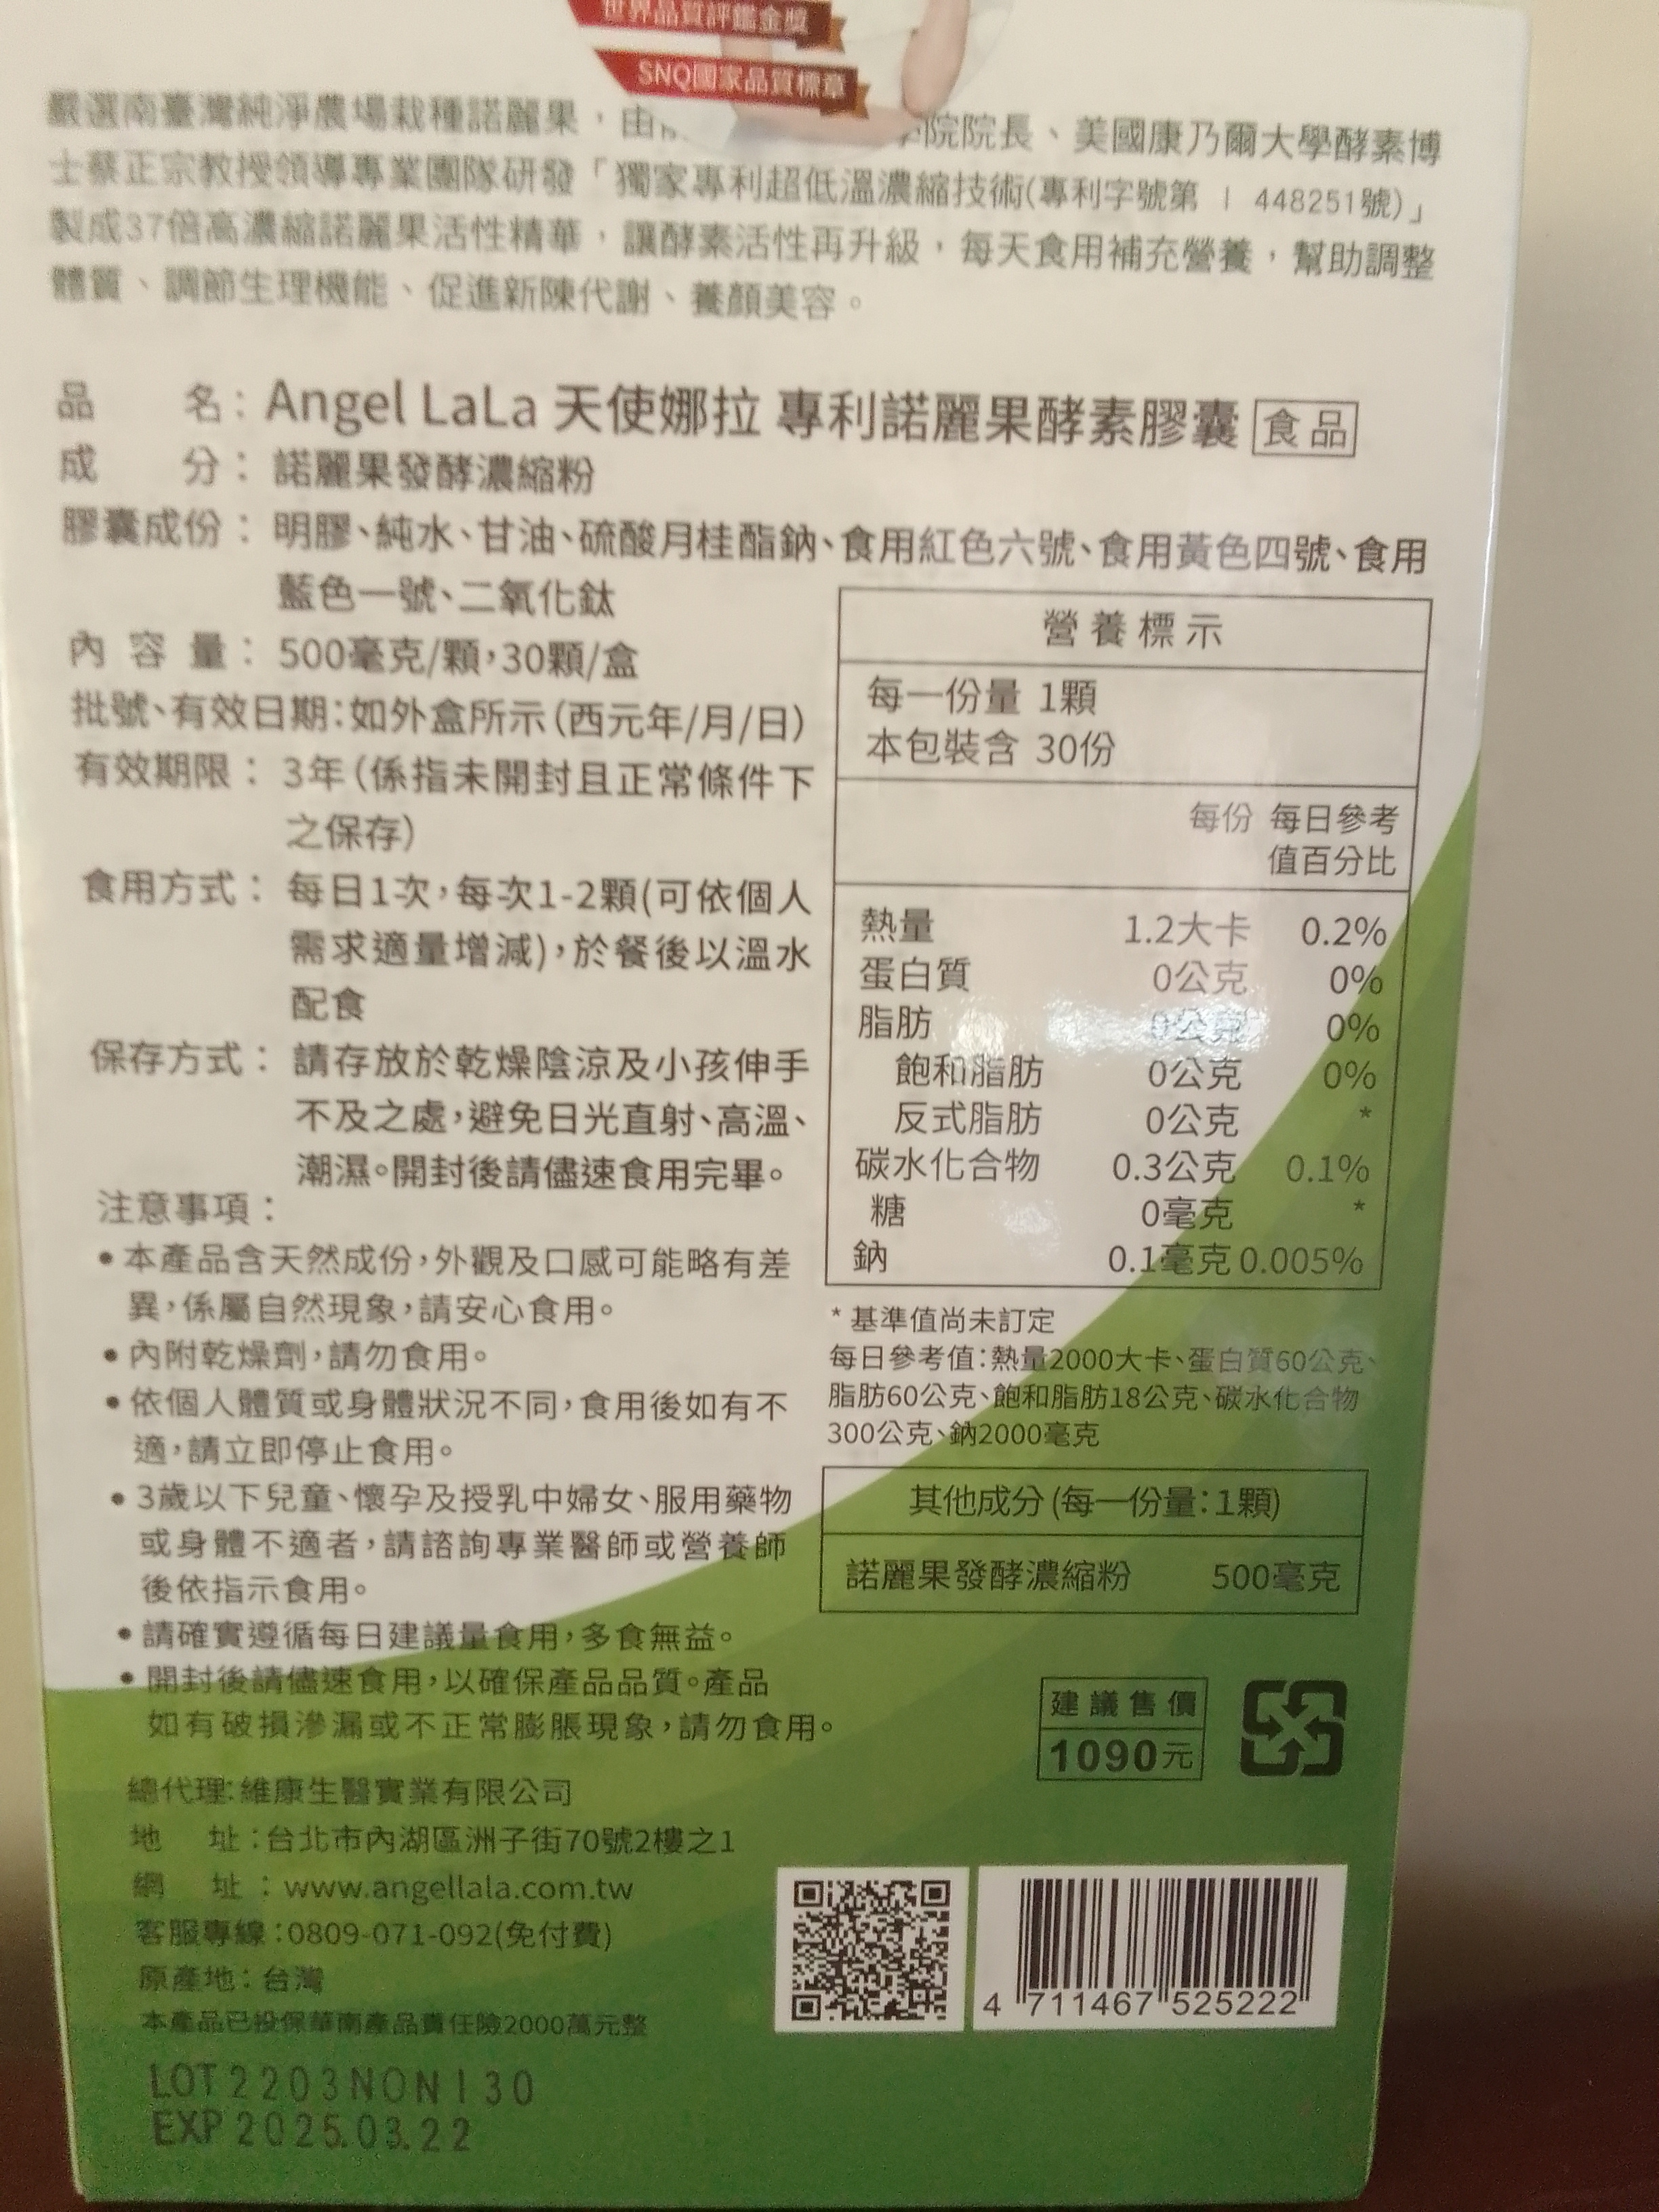 世界品質評鑑金獎
SNQ國家品質標章
嚴選南臺灣純淨農場栽種諾麗果，由 學院院長、美國康乃爾大學酵素博
士蔡正宗教授領導專業團隊研發「獨家專利超低溫濃縮技術(專利字號第 I 448251號)」
製成37倍高濃縮諾麗果活性精華，讓酵素活性再升級，每天食用補充營養，幫助調整
體質、調節生理機能、促進新陳代謝、養顏美容。
品名：Angel LaLa 天使娜拉 專利諾麗果酵素膠囊 食品
成分：諾麗果發酵濃縮粉
膠囊成份：明膠、純水、甘油、硫酸月桂酯鈉、食用紅色六號、食用黃色四號、食用
藍色一號、二氧化鈦
內容量：500毫克/顆，30顆/盒
批號、有效日期：如外盒所示(西元年/月/日)
有效期限：3年(係指未開封且正常條件下
之保存)
食用方式：每日1次，每次1-2顆(可依個人
需求適量增減)，於餐後以溫水
配食
保存方式：請存放於乾燥陰涼及小孩伸手
不及之處，避免日光直射、高溫、
潮濕。開封後請儘速食用完畢。
注意事項：
•本產品含天然成份，外觀及口感可能略有差
異，係屬自然現象，請安心食用。
•內附乾燥劑，請勿食用。
•依個人體質或身體狀況不同，食用後如有不
適，請立即停止食用。
•3歲以下兒童、懷孕及授乳中婦女、服用藥物
或身體不適者，請諮詢專業醫師或營養師
後依指示食用。
•請確實遵循每日建議量食用，多食無益。
•開封後請儘速食用，以確保產品品質。產品
如有破損滲漏或不正常膨脹現象，請勿食用。
營養標示
每一份量 1顆
本包裝含 30份
每份 每日參考
值百分比
熱量 1.2大卡 0.2%
蛋白質 0公克 0%
脂肪 0公克 0%
飽和脂肪 0公克 0%
反式脂肪 0公克 *
碳水化合物 0.3公克 0.1%
糖 0毫克 *
鈉 0.1毫克 0.005%
* 基準值尚未訂定
每日參考值：熱量2000大卡、蛋白質60公克、
脂肪60公克、飽和脂肪18公克、碳水化合物
300公克、鈉2000毫克
其他成分(每一份量：1顆)
諾麗果發酵濃縮粉 500毫克
建議售價
1090元
總代理：維康生醫實業有限公司
地址：台北市內湖區洲子街70號2樓之1
網址：www.angellala.com.tw
客服專線：0809-071-092(免付費)
原產地：台灣
本產品已投保華南產品責任險2000萬元整
4 711467 525222
LOT 2203NON130
EXP 2025.03.22